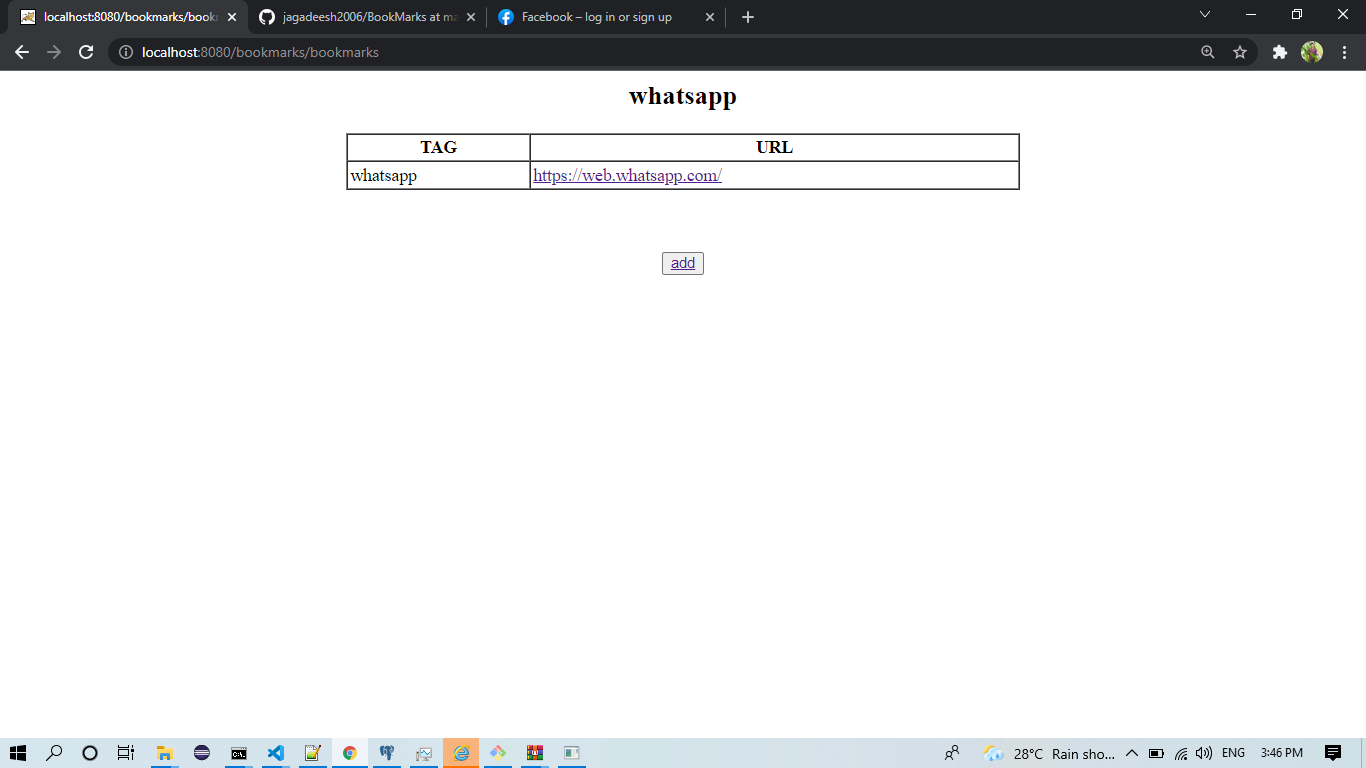 localhost:8080/bookmarks/book
jagadeesh2006/BookMarks at ma
Facebook – log in or sign up
localhost:8080/bookmarks/bookmarks
whatsapp
TAG URL
whatsapp https://web.whatsapp.com/
add
28°C Rain sho... ENG 3:46 PM